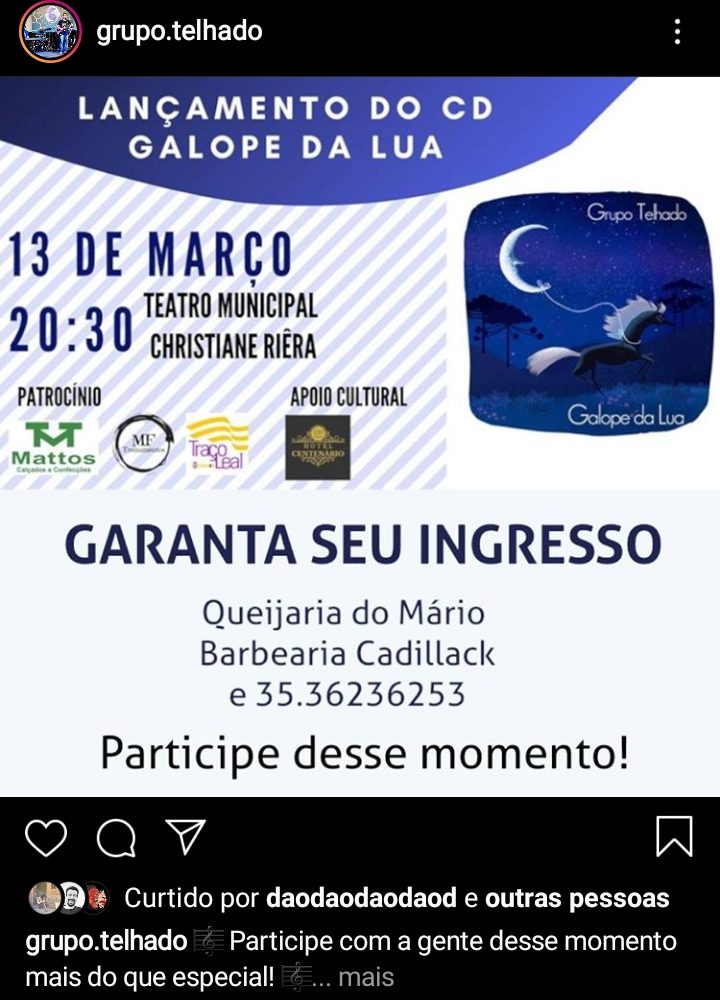 grupo.telhado
LANÇAMENTO DO CD
GALOPE DA LUA
13 DE MARÇO
20:30
TEATRO MUNICIPAL
CHRISTIANE RIÊRA
Grupo Telhado
Galope da Lua
PATROCÍNIO
APOIO CULTURAL
Mattos
Calçados e Confecções
MF
Treinamentos
Traço
Leal
HOTEL
CENTENÁRIO
GARANTA SEU INGRESSO
Queijaria do Mário
Barbearia Cadillack
e 35.36236253
Participe desse momento!
Curtido por daodaodaodaod e outras pessoas
grupo.telhado 🎼 Participe com a gente desse momento
mais do que especial! 🎼... mais